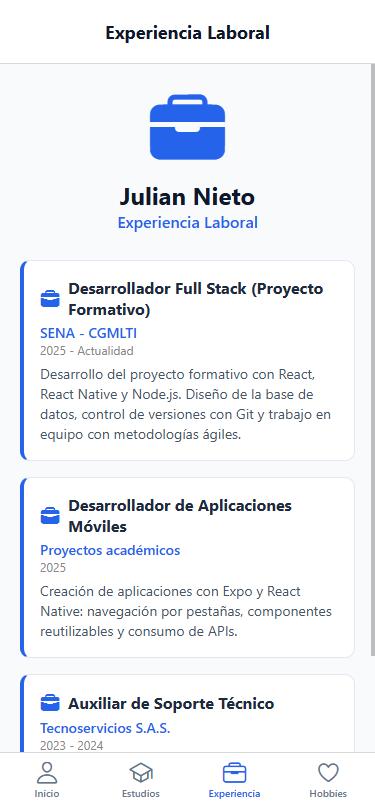 Experiencia Laboral
Julian Nieto
Experiencia Laboral
Desarrollador Full Stack (Proyecto
Formativo)
SENA - CGMLTI
2025 - Actualidad
Desarrollo del proyecto formativo con React,
React Native y Node.js. Diseño de la base de
datos, control de versiones con Git y trabajo en
equipo con metodologías ágiles.
Desarrollador de Aplicaciones
Móviles
Proyectos académicos
2025
Creación de aplicaciones con Expo y React
Native: navegación por pestañas, componentes
reutilizables y consumo de APIs.
Auxiliar de Soporte Técnico
Tecnoservicios S.A.S.
2023 - 2024
Inicio
Estudios
Experiencia
Hobbies